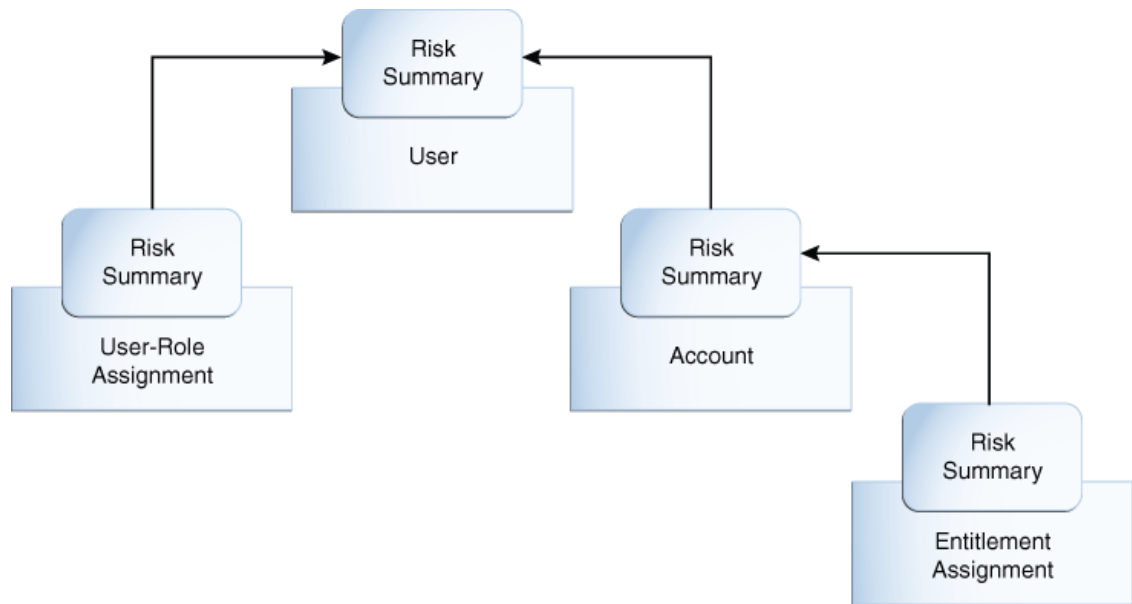 Risk
Summary
User
Risk
Summary
User-Role
Assignment
Risk
Summary
Account
Risk
Summary
Entitlement
Assignment